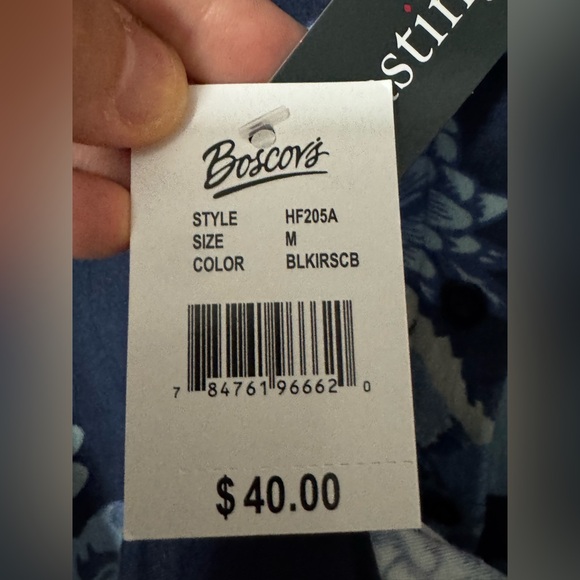 Boscov's
STYLE HF205A
SIZE M
COLOR BLKIRSCB
7 84761 96662 0
$40.00